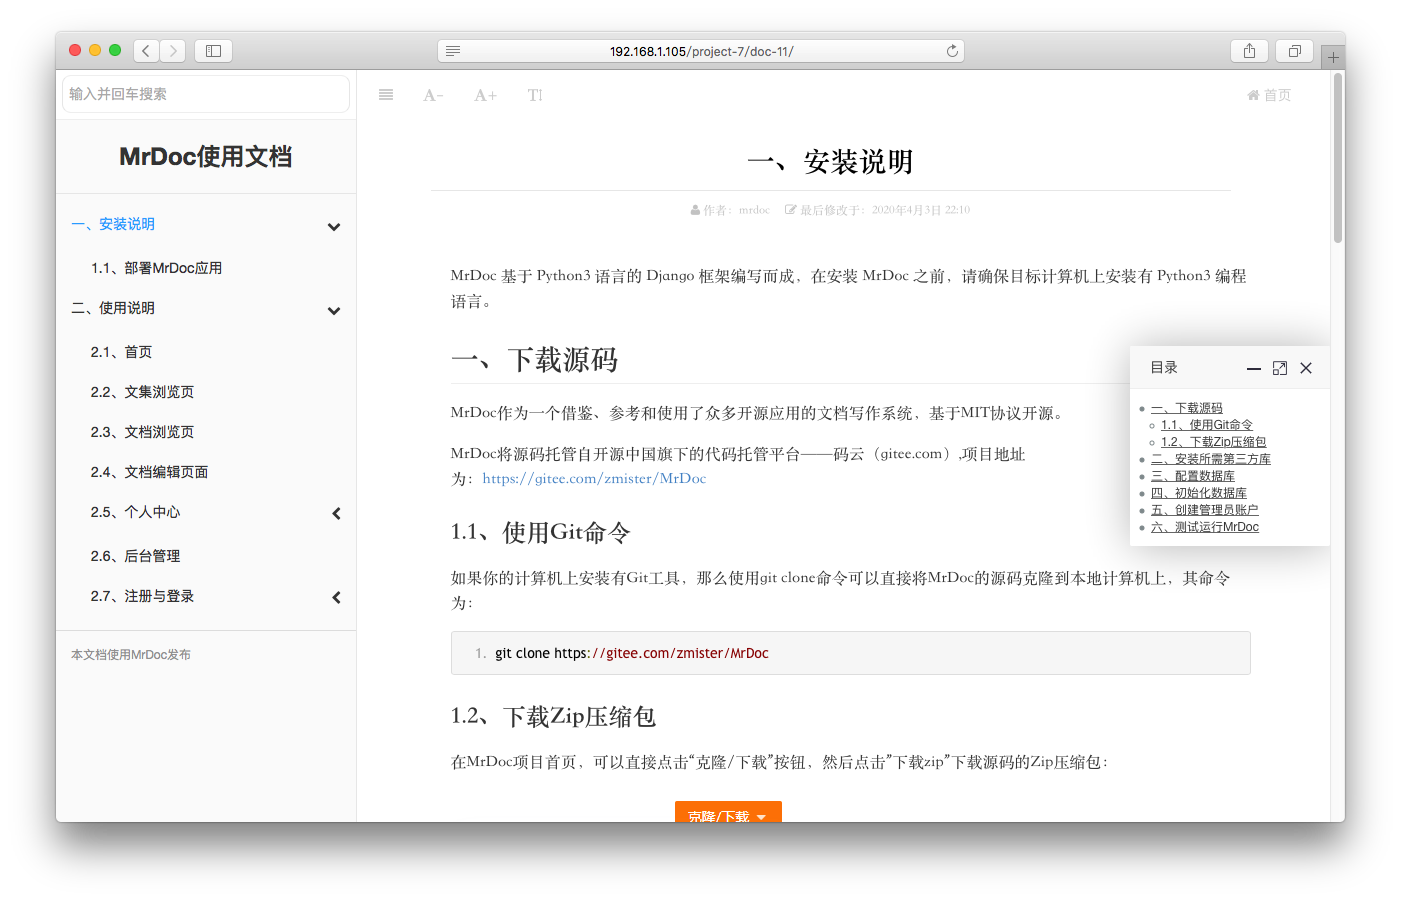 192.168.1.105/project-7/doc-11/
输入并回车搜索
MrDoc使用文档
一、安装说明
1.1、部署MrDoc应用
二、使用说明
2.1、首页
2.2、文集浏览页
2.3、文档浏览页
2.4、文档编辑页面
2.5、个人中心
2.6、后台管理
2.7、注册与登录
本文档使用MrDoc发布
A- A+ T| 首页
一、安装说明
作者：mrdoc 最后修改于：2020年4月3日 22:10
MrDoc 基于 Python3 语言的 Django 框架编写而成，在安装 MrDoc 之前，请确保目标计算机上安装有 Python3 编程
语言。
一、下载源码
MrDoc作为一个借鉴、参考和使用了众多开源应用的文档写作系统，基于MIT协议开源。
MrDoc将源码托管自开源中国旗下的代码托管平台——码云（gitee.com）,项目地址
为：https://gitee.com/zmister/MrDoc
1.1、使用Git命令
如果你的计算机上安装有Git工具，那么使用git clone命令可以直接将MrDoc的源码克隆到本地计算机上，其命令
为：
1. git clone https://gitee.com/zmister/MrDoc
1.2、下载Zip压缩包
在MrDoc项目首页，可以直接点击“克隆/下载”按钮，然后点击”下载zip”下载源码的Zip压缩包：
克隆/下载
目录
一、下载源码
1.1、使用Git命令
1.2、下载Zip压缩包
二、安装所需第三方库
三、配置数据库
四、初始化数据库
五、创建管理员账户
六、测试运行MrDoc